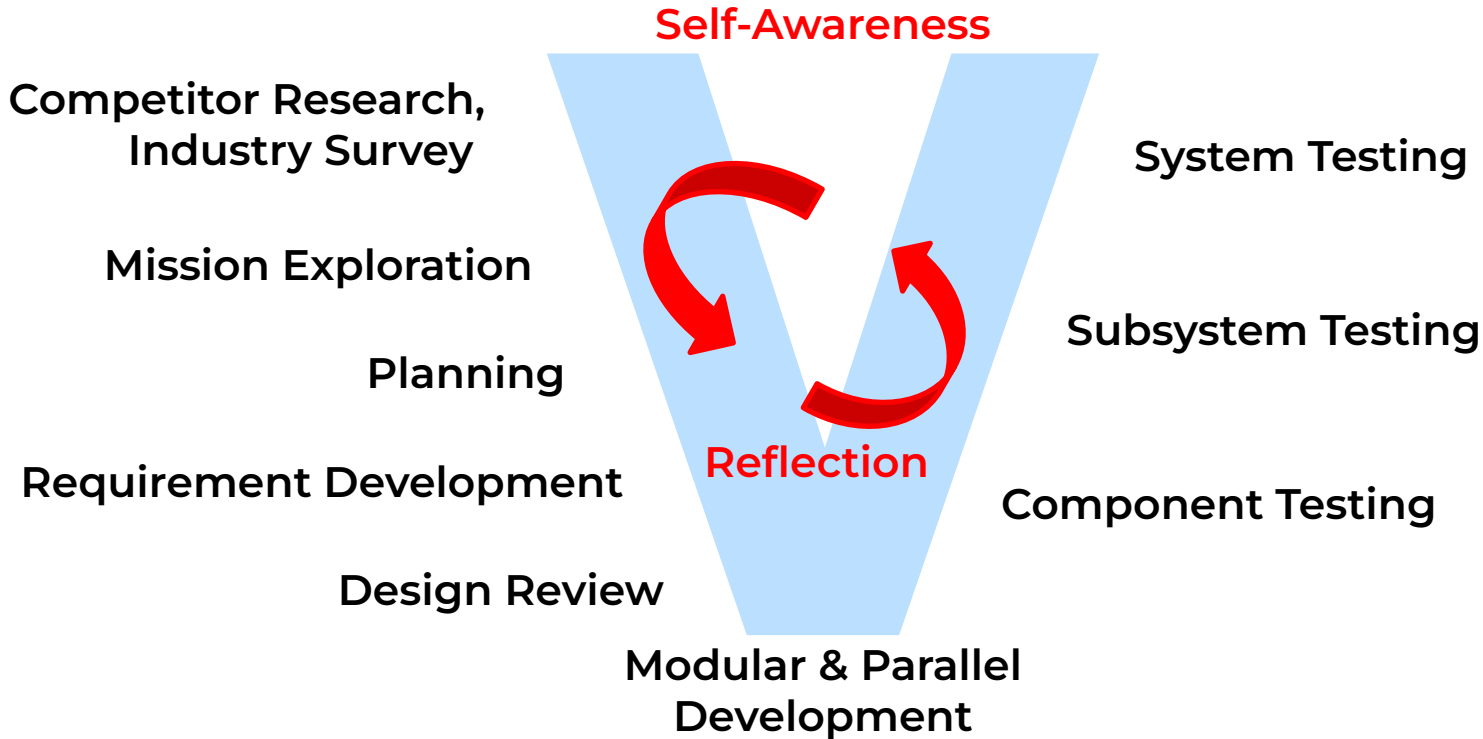 Self-Awareness
Competitor Research,
Industry Survey
Mission Exploration
Planning
Requirement Development
Design Review
Modular & Parallel
Development
Reflection
System Testing
Subsystem Testing
Component Testing